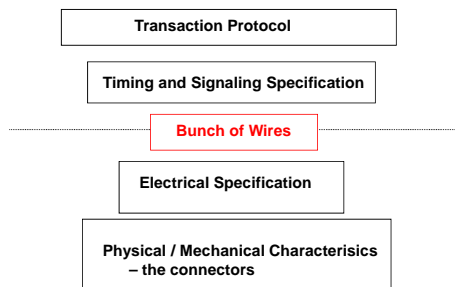 Transaction Protocol
Timing and Signaling Specification
Bunch of Wires
Electrical Specification
Physical / Mechanical Characterisics
– the connectors